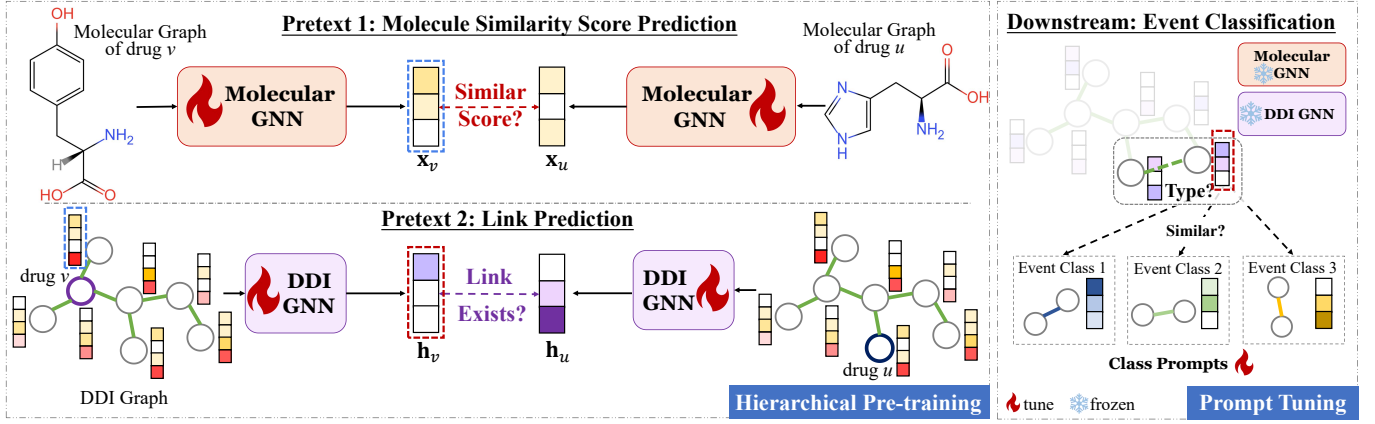 Pretext 1: Molecule Similarity Score Prediction
OH
Molecular Graph
of drug v
Molecular
GNN
NH₂
H
HO
O
x_v
Similar
Score?
x_u
Molecular Graph
of drug u
Molecular
GNN
O
OH
NH₂
N
NH
Pretext 2: Link Prediction
drug v
DDI Graph
DDI
GNN
h_v
Link
Exists?
h_u
DDI
GNN
drug u
Hierarchical Pre-training
Downstream: Event Classification
Molecular
GNN
DDI GNN
Type?
Similar?
Event Class 1
Event Class 2
Event Class 3
Class Prompts
tune
frozen
Prompt Tuning